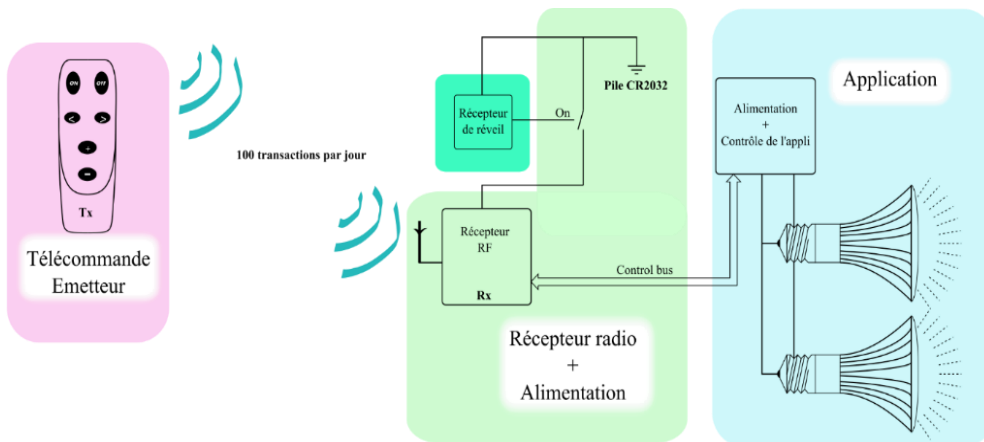 ON OFF
< >
+
-
Tx
Télécommande
Emetteur
100 transactions par jour
Récepteur
de réveil
On
Pile CR2032
Récepteur
RF
Rx
Control bus
Récepteur radio
+
Alimentation
Application
Alimentation
+
Contrôle de l'appli